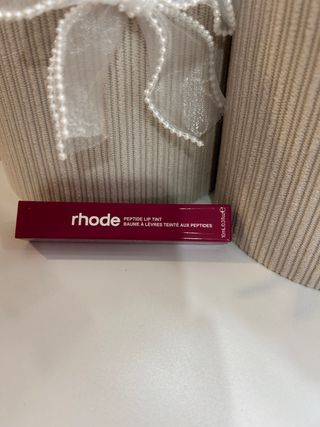 rhode
PEPTIDE LIP TINT
BAUME À LÈVRES TEINTÉ AUX PEPTIDES